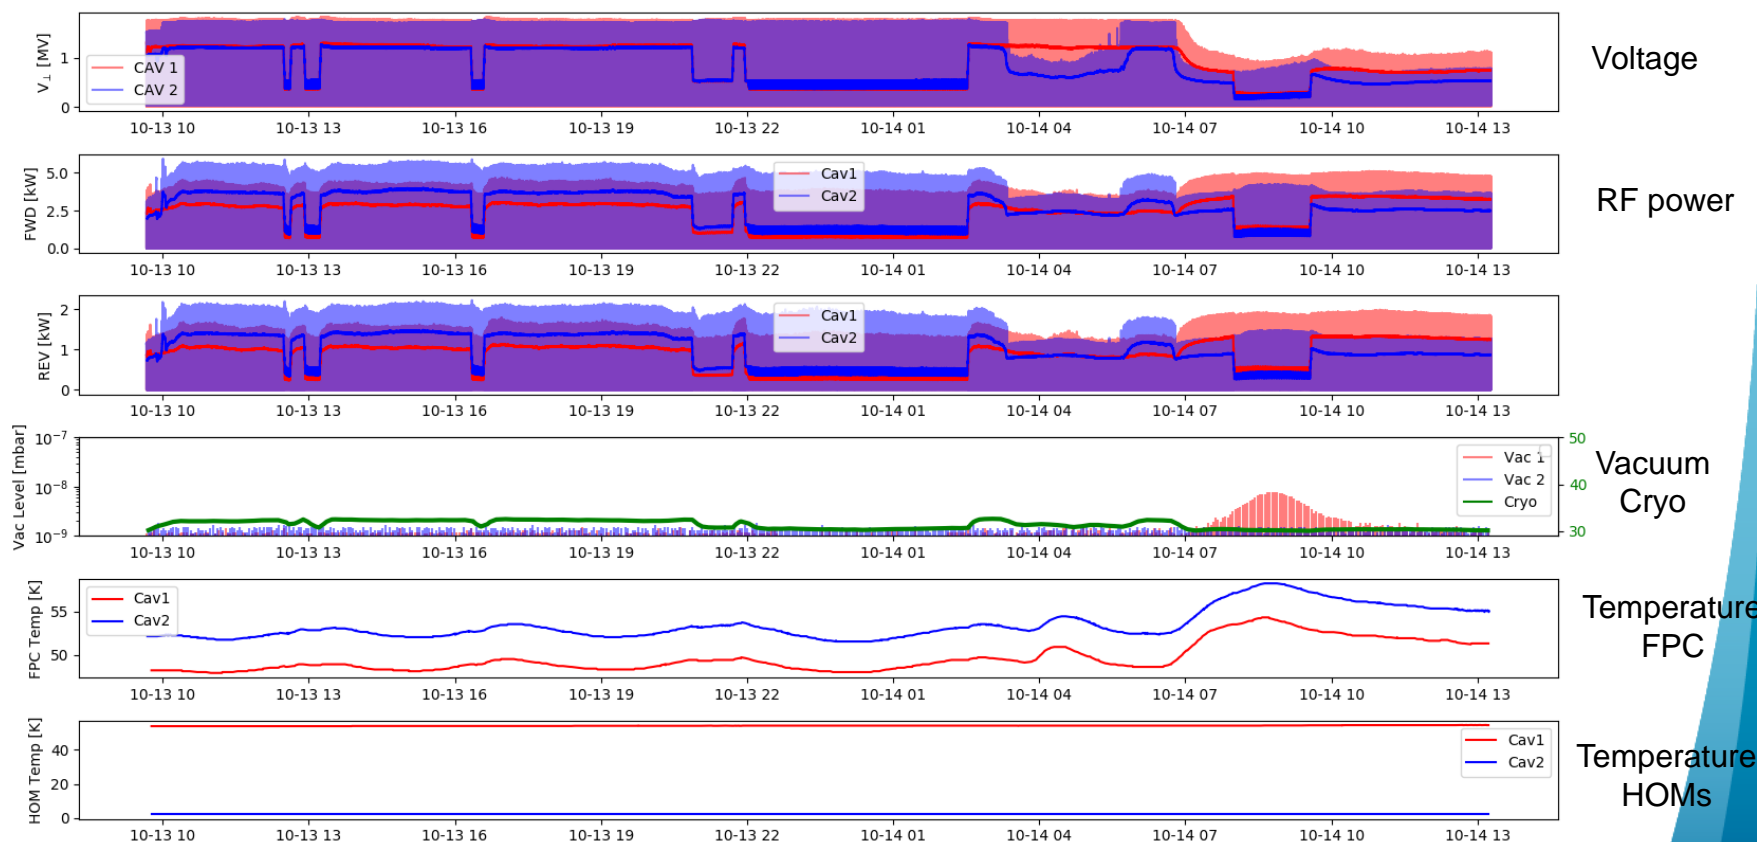 V⊥ [MV]
1
0
CAV 1
CAV 2
10-13 10 10-13 13 10-13 16 10-13 19 10-13 22 10-14 01 10-14 04 10-14 07 10-14 10 10-14 13
Voltage
FWD [kW]
5.0
2.5
0.0
Cav1
Cav2
10-13 10 10-13 13 10-13 16 10-13 19 10-13 22 10-14 01 10-14 04 10-14 07 10-14 10 10-14 13
RF power
REV [kW]
2
1
0
Cav1
Cav2
10-13 10 10-13 13 10-13 16 10-13 19 10-13 22 10-14 01 10-14 04 10-14 07 10-14 10 10-14 13
Vac Level [mbar]
10⁻⁷
10⁻⁸
10⁻⁹
Vac 1
Vac 2
Cryo
50
40
30
10-13 10 10-13 13 10-13 16 10-13 19 10-13 22 10-14 01 10-14 04 10-14 07 10-14 10 10-14 13
Vacuum
Cryo
FPC Temp [K]
55
50
Cav1
Cav2
10-13 10 10-13 13 10-13 16 10-13 19 10-13 22 10-14 01 10-14 04 10-14 07 10-14 10 10-14 13
Temperature
FPC
HOM Temp [K]
40
20
0
Cav1
Cav2
10-13 10 10-13 13 10-13 16 10-13 19 10-13 22 10-14 01 10-14 04 10-14 07 10-14 10 10-14 13
Temperature
HOMs